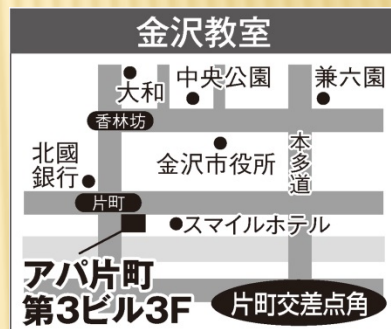 金沢教室
大和
中央公園
兼六園
香林坊
北國
銀行
金沢市役所
本多道
片町
スマイルホテル
アパ片町
第3ビル3F
片町交差点角